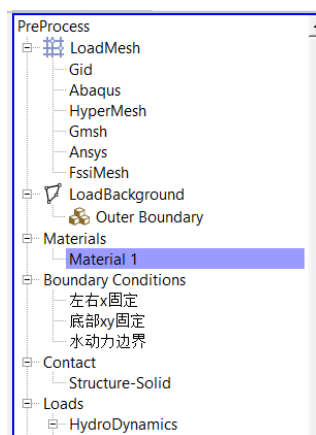 PreProcess
LoadMesh
Gid
Abaqus
HyperMesh
Gmsh
Ansys
FssiMesh
LoadBackground
Outer Boundary
Materials
Material 1
Boundary Conditions
左右x固定
底部xy固定
水动力边界
Contact
Structure-Solid
Loads
HydroDynamics